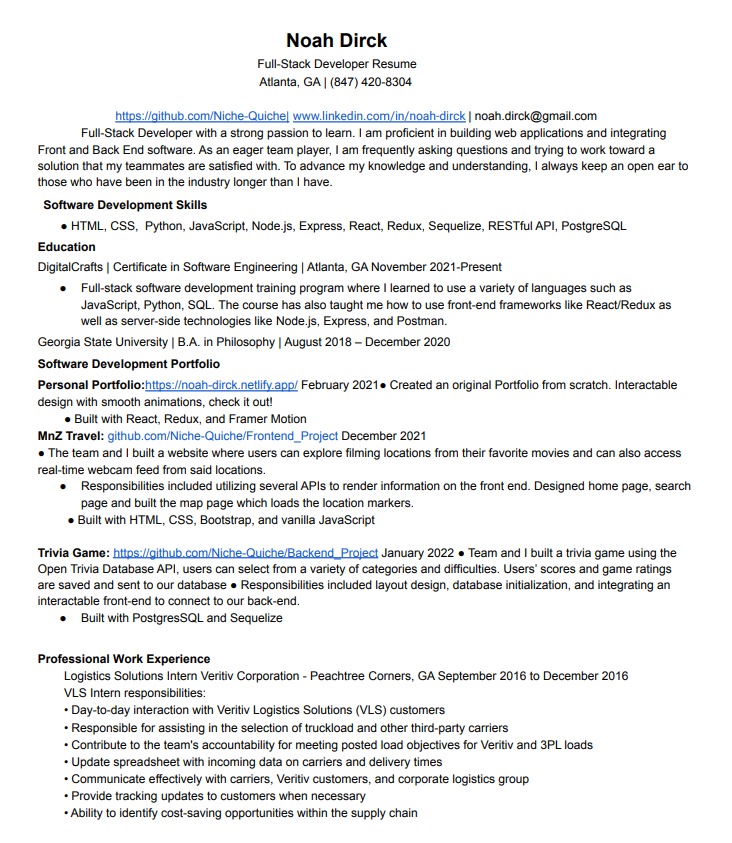 Noah Dirck
Full-Stack Developer Resume
Atlanta, GA | (847) 420-8304
https://github.com/Niche-Quiche| www.linkedin.com/in/noah-dirck | noah.dirck@gmail.com
Full-Stack Developer with a strong passion to learn. I am proficient in building web applications and integrating
Front and Back End software. As an eager team player, I am frequently asking questions and trying to work toward a
solution that my teammates are satisfied with. To advance my knowledge and understanding, I always keep an open ear to
those who have been in the industry longer than I have.
Software Development Skills
● HTML, CSS,  Python, JavaScript, Node.js, Express, React, Redux, Sequelize, RESTful API, PostgreSQL
Education
DigitalCrafts | Certificate in Software Engineering | Atlanta, GA November 2021-Present
● Full-stack software development training program where I learned to use a variety of languages such as
JavaScript, Python, SQL. The course has also taught me how to use front-end frameworks like React/Redux as
well as server-side technologies like Node.js, Express, and Postman.
Georgia State University | B.A. in Philosophy | August 2018 – December 2020
Software Development Portfolio
Personal Portfolio:https://noah-dirck.netlify.app/ February 2021● Created an original Portfolio from scratch. Interactable
design with smooth animations, check it out!
● Built with React, Redux, and Framer Motion
MnZ Travel: github.com/Niche-Quiche/Frontend_Project December 2021
● The team and I built a website where users can explore filming locations from their favorite movies and can also access
real-time webcam feed from said locations.
● Responsibilities included utilizing several APIs to render information on the front end. Designed home page, search
page and built the map page which loads the location markers.
● Built with HTML, CSS, Bootstrap, and vanilla JavaScript
Trivia Game: https://github.com/Niche-Quiche/Backend_Project January 2022 ● Team and I built a trivia game using the
Open Trivia Database API, users can select from a variety of categories and difficulties. Users’ scores and game ratings
are saved and sent to our database ● Responsibilities included layout design, database initialization, and integrating an
interactable front-end to connect to our back-end.
● Built with PostgresSQL and Sequelize
Professional Work Experience
Logistics Solutions Intern Veritiv Corporation - Peachtree Corners, GA September 2016 to December 2016
VLS Intern responsibilities:
• Day-to-day interaction with Veritiv Logistics Solutions (VLS) customers
• Responsible for assisting in the selection of truckload and other third-party carriers
• Contribute to the team's accountability for meeting posted load objectives for Veritiv and 3PL loads
• Update spreadsheet with incoming data on carriers and delivery times
• Communicate effectively with carriers, Veritiv customers, and corporate logistics group
• Provide tracking updates to customers when necessary
• Ability to identify cost-saving opportunities within the supply chain